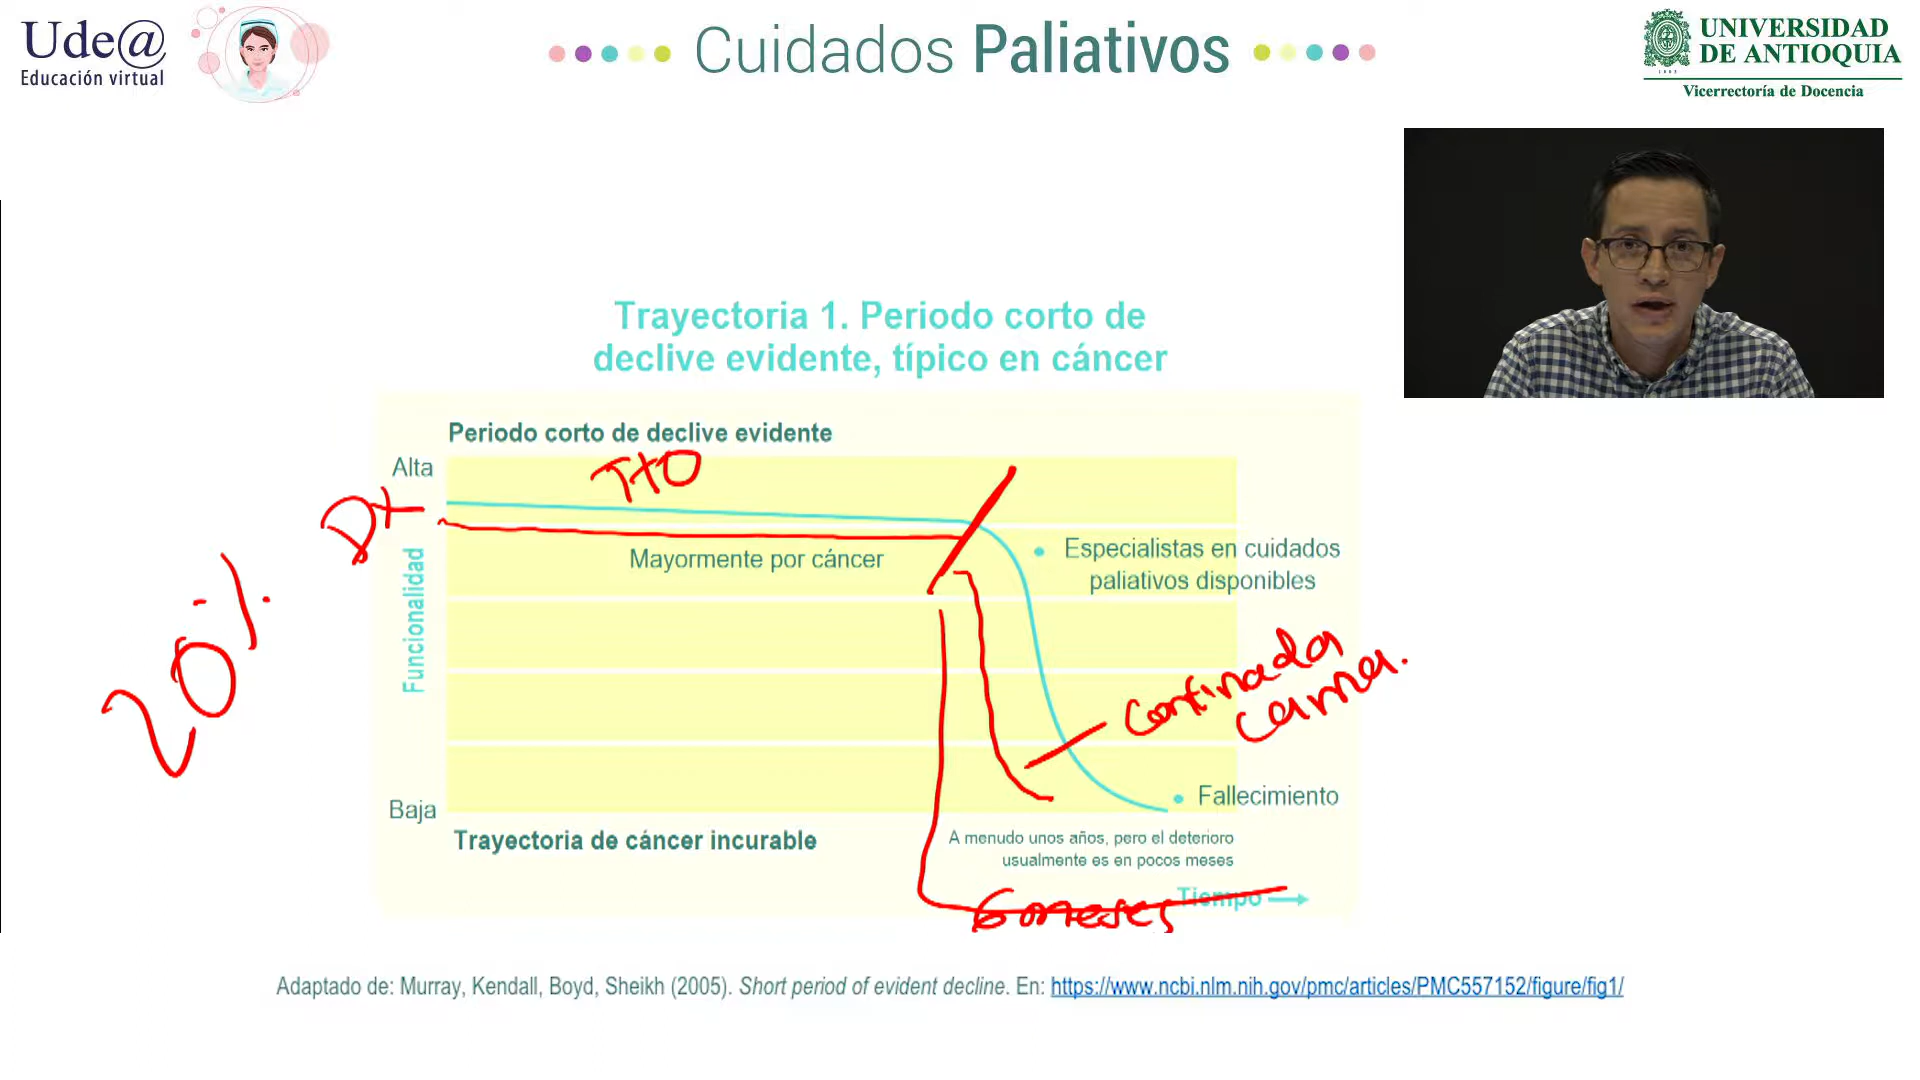 Ude@
Educación virtual
Cuidados Paliativos
UNIVERSIDAD
DE ANTIOQUIA
1803
Vicerrectoría de Docencia
Trayectoria 1. Periodo corto de
declive evidente, típico en cáncer
Periodo corto de declive evidente
Alta
TtO
Dx
20%
Funcionalidad
Mayormente por cáncer
Especialistas en cuidados
paliativos disponibles
Confinada
cama.
Baja
Fallecimiento
Trayectoria de cáncer incurable
A menudo unos años, pero el deterioro
usualmente es en pocos meses
Tiempo
6 meses
Adaptado de: Murray, Kendall, Boyd, Sheikh (2005). Short period of evident decline. En: https://www.ncbi.nlm.nih.gov/pmc/articles/PMC557152/figure/fig1/